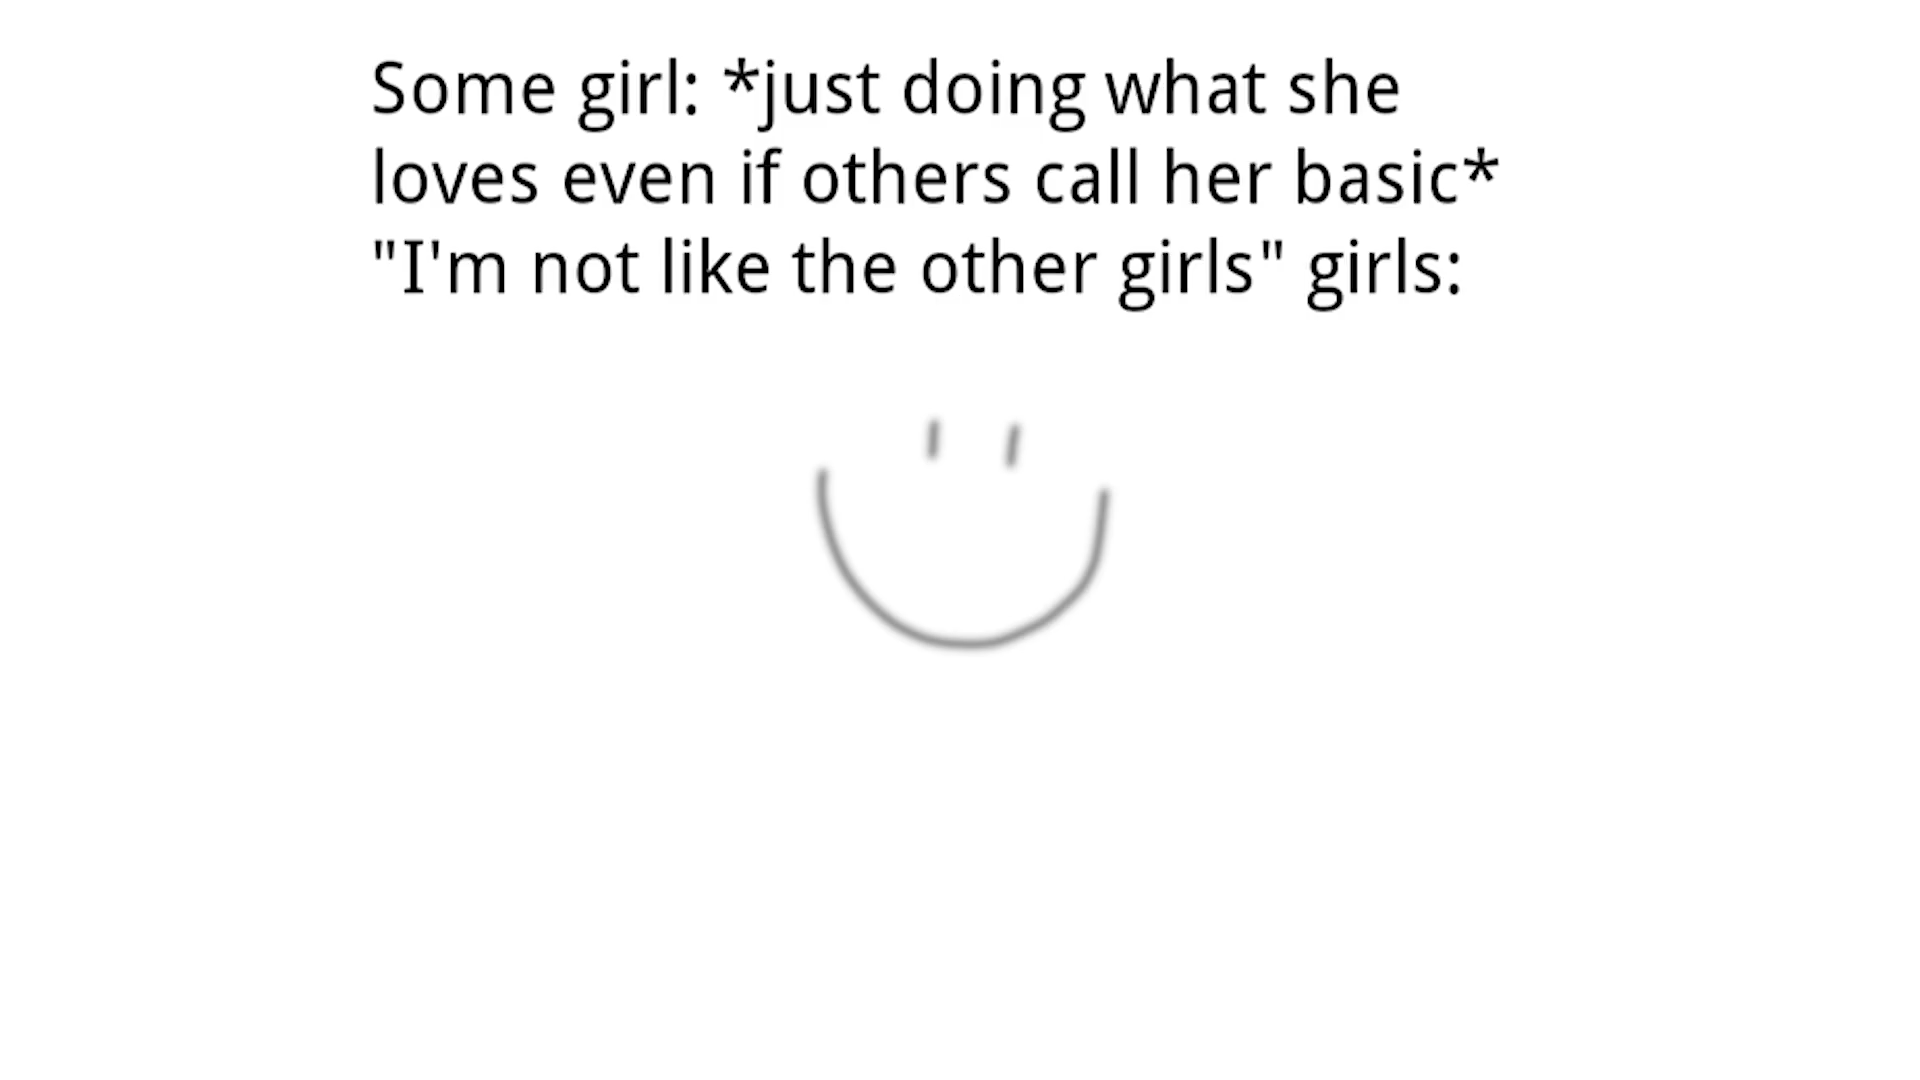 Some girl: *just doing what she
loves even if others call her basic*
"I'm not like the other girls" girls: